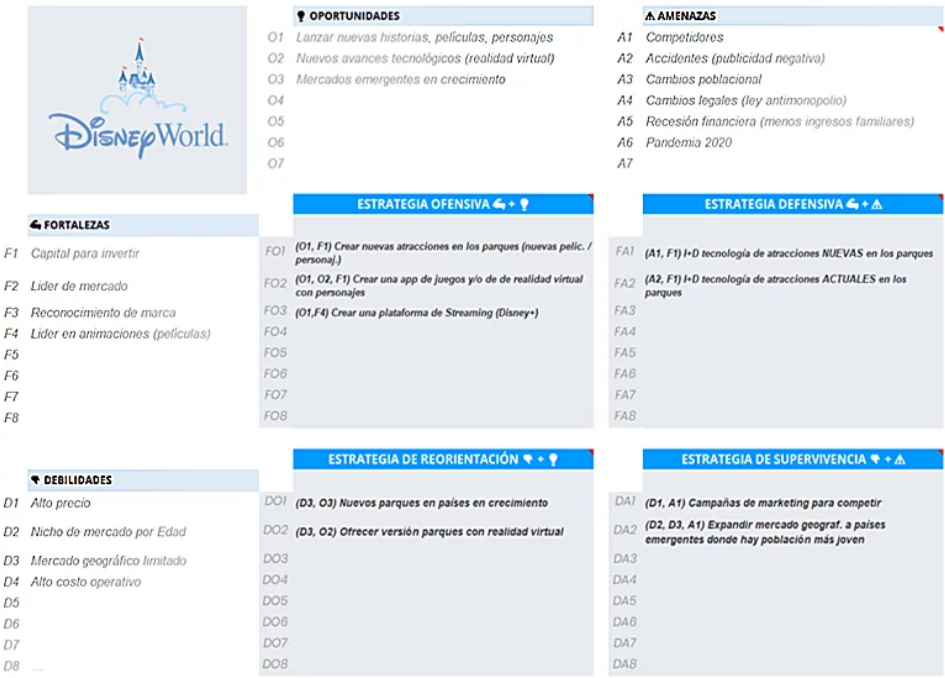 DisNEp World.
OPORTUNIDADES
O1 Lanzar nuevas historias, películas, personajes
O2 Nuevos avances tecnológicos (realidad virtual)
O3 Mercados emergentes en crecimiento
O4
O5
O6
O7
AMENAZAS
A1 Competidores
A2 Accidentes (publicidad negativa)
A3 Cambios poblacional
A4 Cambios legales (ley antimonopolio)
A5 Recesión financiera (menos ingresos familiares)
A6 Pandemia 2020
A7
FORTALEZAS
F1 Capital para invertir
F2 Lider de mercado
F3 Reconocimiento de marca
F4 Lider en animaciones (películas)
F5
F6
F7
F8
ESTRATEGIA OFENSIVA +
FO1 (O1, F1) Crear nuevas atracciones en los parques (nuevas pelic. /
personaj.)
FO2 (O1, O2, F1) Crear una app de juegos y/o de de realidad virtual
con personajes
FO3 (O1,F4) Crear una plataforma de Streaming (Disney+)
FO4
FO5
FO6
FO7
FO8
ESTRATEGIA DEFENSIVA +
FA1 (A1, F1) I+D tecnología de atracciones NUEVAS en los parques
FA2 (A2, F1) I+D tecnología de atracciones ACTUALES en los
parques
FA3
FA4
FA5
FA6
FA7
FA8
DEBILIDADES
D1 Alto precio
D2 Nicho de mercado por Edad
D3 Mercado geográfico limitado
D4 Alto costo operativo
D5
D6
D7
D8 ...
ESTRATEGIA DE REORIENTACIÓN +
DO1 (D3, O3) Nuevos parques en países en crecimiento
DO2 (D3, O2) Ofrecer versión parques con realidad virtual
DO3
DO4
DO5
DO6
DO7
DO8
ESTRATEGIA DE SUPERVIVENCIA +
DA1 (D1, A1) Campañas de marketing para competir
DA2 (D2, D3, A1) Expandir mercado geograf. a países
emergentes donde hay población más joven
DA3
DA4
DA5
DA6
DA7
DA8